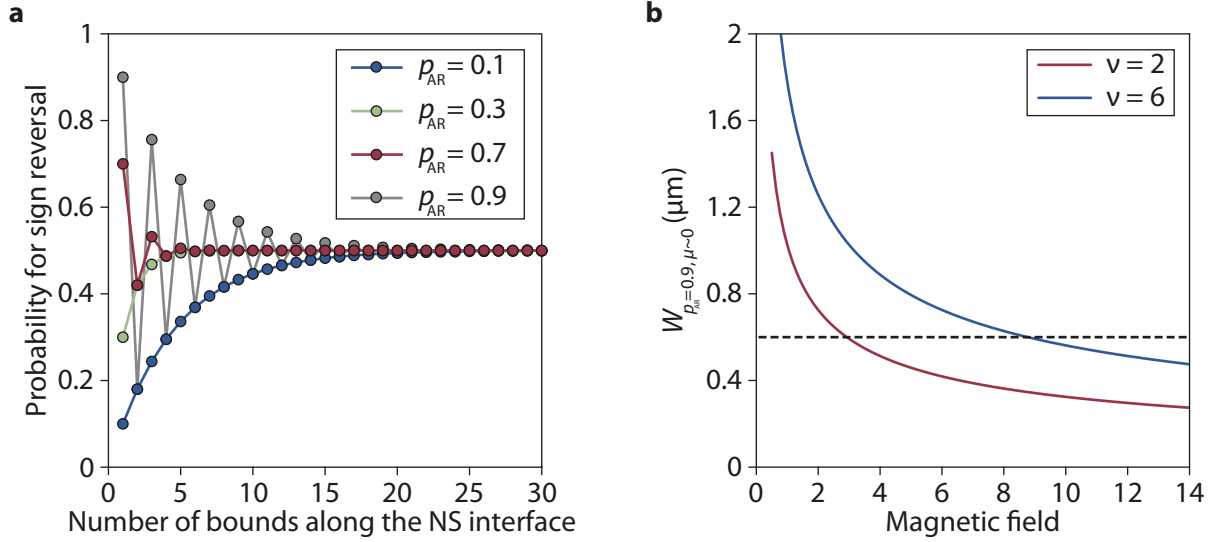 a
Probability for sign reversal
1
0.8
0.6
0.4
0.2
0
0 5 10 15 20 25 30
Number of bounds along the NS interface
p_AR = 0.1
p_AR = 0.3
p_AR = 0.7
p_AR = 0.9
b
W_{p_AR=0.9, μ~0} (μm)
2
1.6
1.2
0.8
0.4
0
0 2 4 6 8 10 12 14
Magnetic field
ν = 2
ν = 6